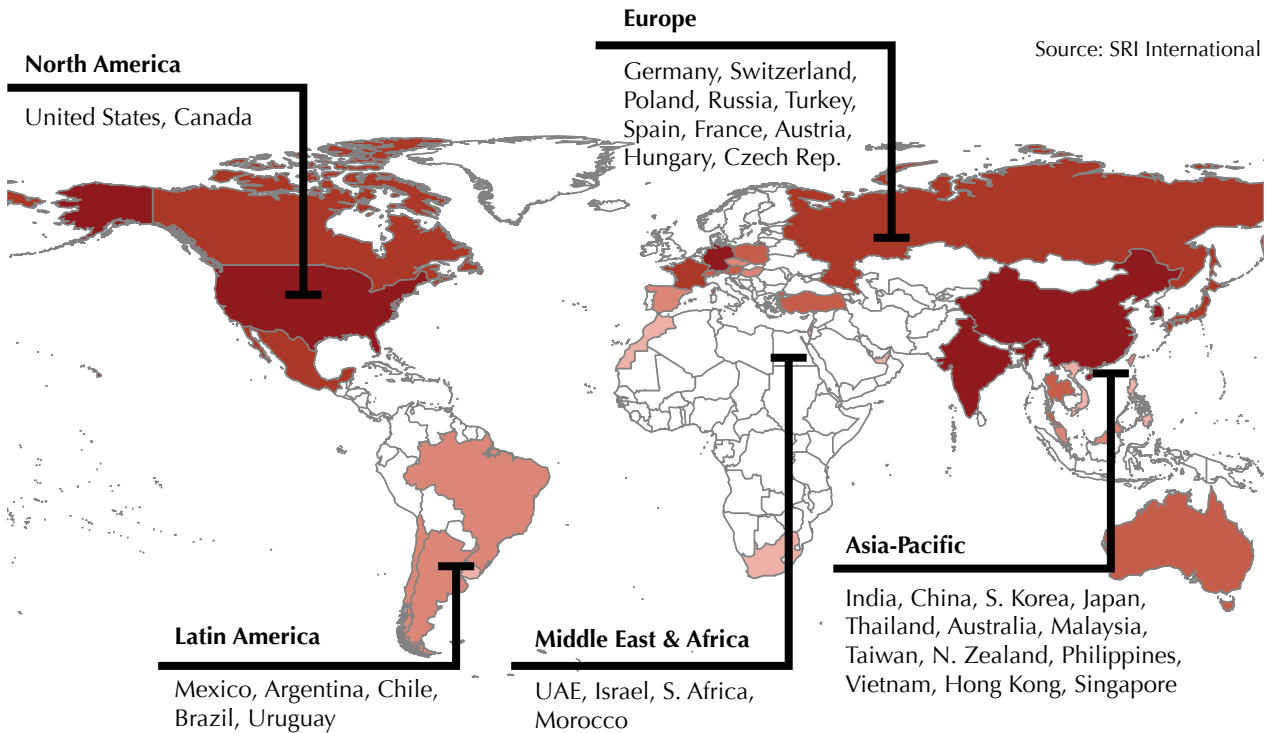 Europe
Source: SRI International
Germany, Switzerland,
Poland, Russia, Turkey,
Spain, France, Austria,
Hungary, Czech Rep.
North America
United States, Canada
Asia-Pacific
India, China, S. Korea, Japan,
Thailand, Australia, Malaysia,
Taiwan, N. Zealand, Philippines,
Vietnam, Hong Kong, Singapore
Latin America
Mexico, Argentina, Chile,
Brazil, Uruguay
Middle East & Africa
UAE, Israel, S. Africa,
Morocco